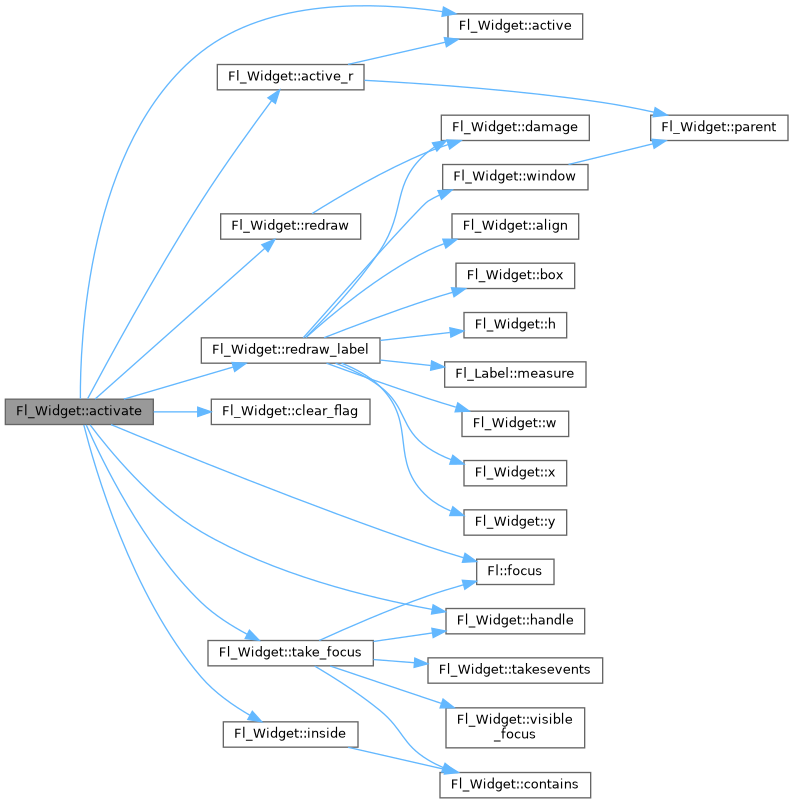 Fl_Widget::active
Fl_Widget::active_r
Fl_Widget::damage
Fl_Widget::parent
Fl_Widget::window
Fl_Widget::redraw
Fl_Widget::align
Fl_Widget::box
Fl_Widget::h
Fl_Widget::redraw_label
Fl_Label::measure
Fl_Widget::activate
Fl_Widget::clear_flag
Fl_Widget::w
Fl_Widget::x
Fl_Widget::y
Fl::focus
Fl_Widget::handle
Fl_Widget::take_focus
Fl_Widget::takesevents
Fl_Widget::visible
_focus
Fl_Widget::inside
Fl_Widget::contains